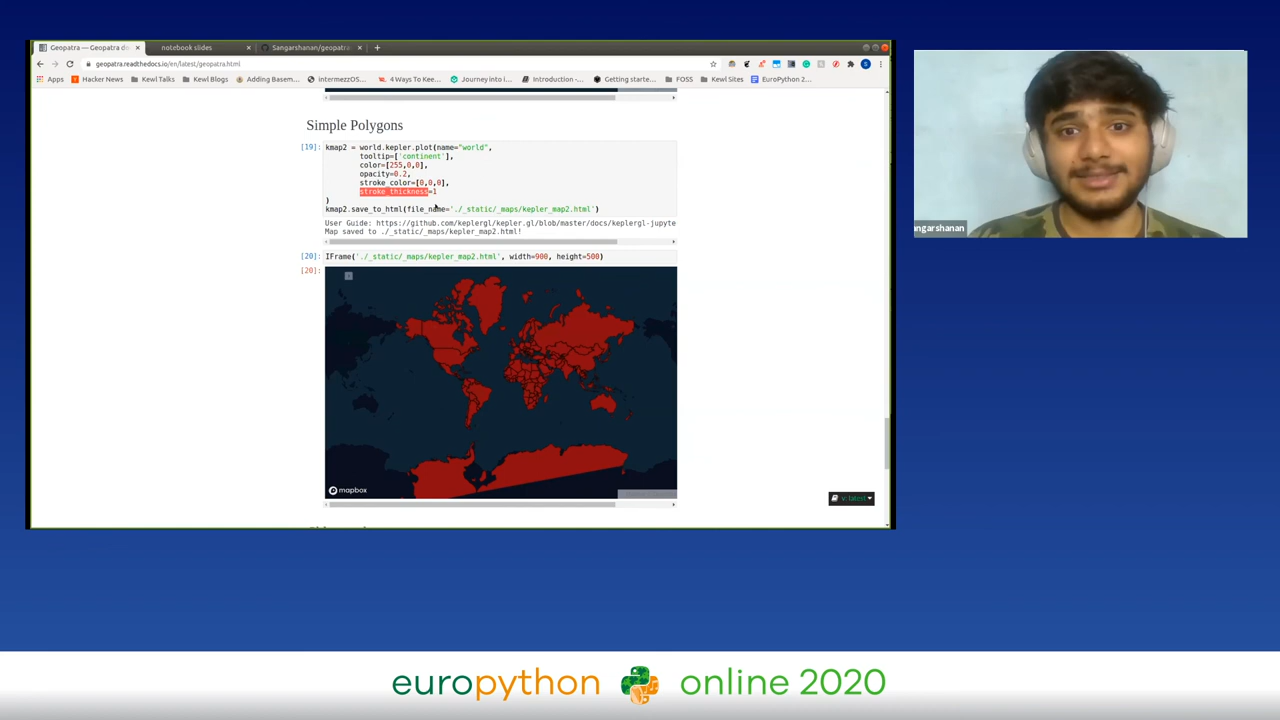 Geopatra — Geopatra do
notebook slides
Sangarshanan/geopatra
geopatra.readthedocs.io/en/latest/geopatra.html
Apps
Hacker News
Kewl Talks
Kewl Blogs
Adding Basem...
intermezzOS...
4 Ways To Kee...
Journey into i...
Introduction -...
Getting starte...
FOSS
Kewl Sites
EuroPython 2...
Simple Polygons
[19]: kmap2 = world.kepler.plot(name="world",
tooltip=['continent'],
color=[255,0,0],
opacity=0.2,
stroke_color=[0,0,0],
stroke_thickness=1
)
kmap2.save_to_html(file_name='./_static/_maps/kepler_map2.html')
User Guide: https://github.com/keplergl/kepler.gl/blob/master/docs/keplergl-jupyte
Map saved to ./_static/_maps/kepler_map2.html!
[20]: IFrame('./_static/_maps/kepler_map2.html', width=900, height=500)
[20]:
mapbox
v: latest
angarshanan
europython online 2020